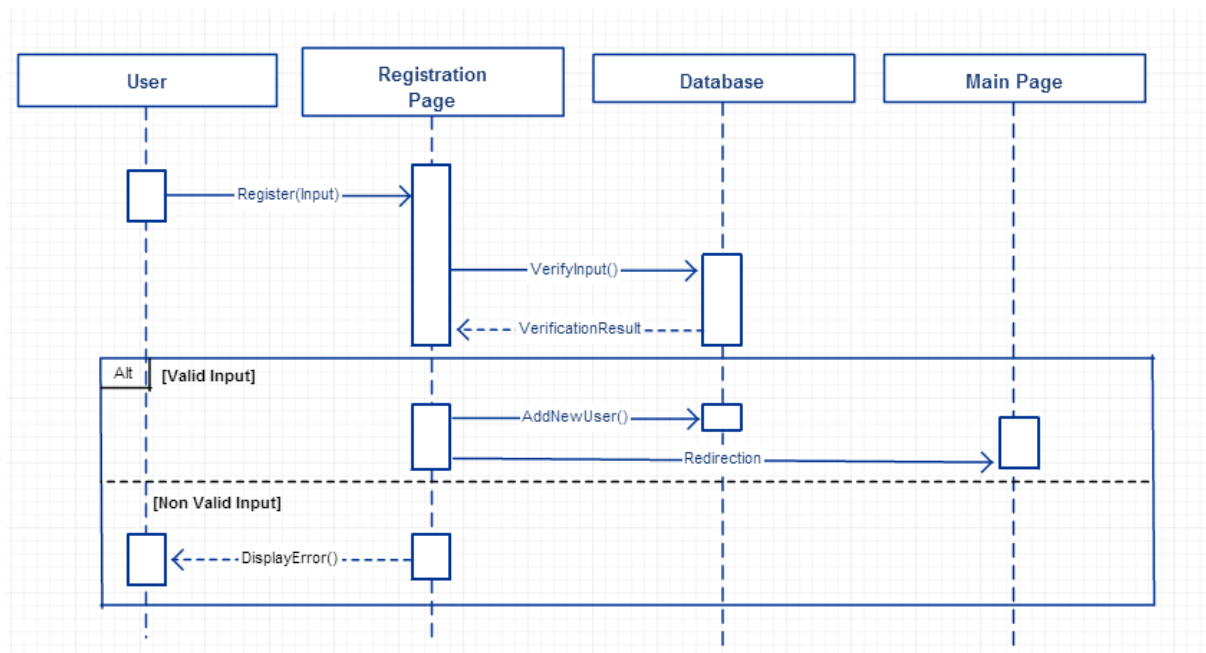 User
Registration
Page
Database
Main Page
Register(Input)
VerifyInput()
VerificationResult
Alt
[Valid Input]
AddNewUser()
Redirection
[Non Valid Input]
DisplayError()